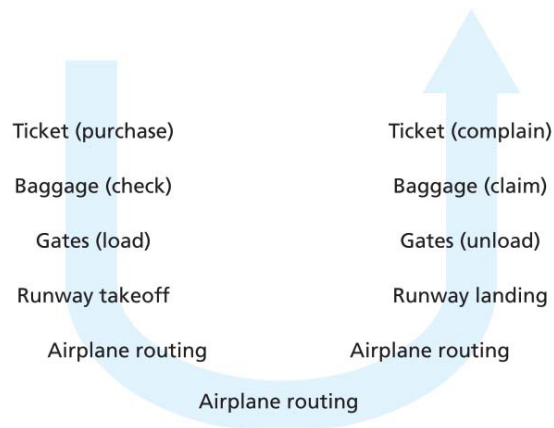 Ticket (purchase)
Baggage (check)
Gates (load)
Runway takeoff
Airplane routing
Airplane routing
Airplane routing
Runway landing
Gates (unload)
Baggage (claim)
Ticket (complain)